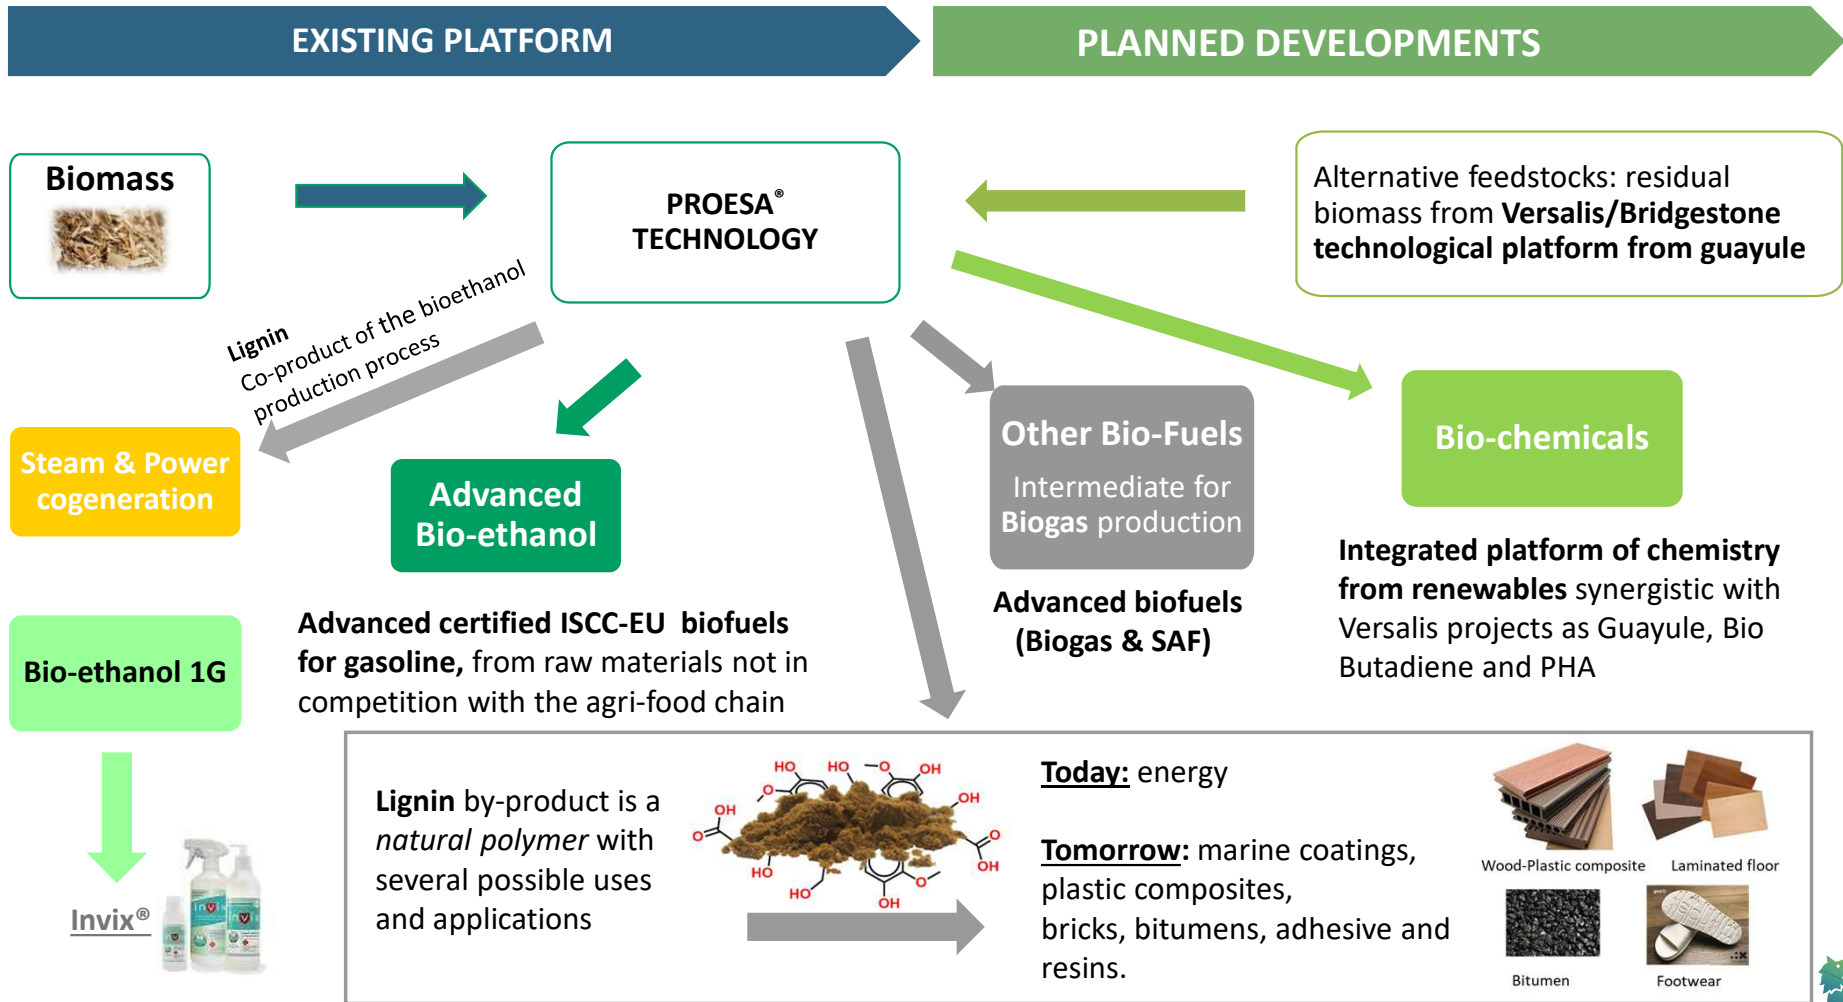 EXISTING PLATFORM
PLANNED DEVELOPMENTS
Biomass
PROESA®
TECHNOLOGY
Alternative feedstocks: residual
biomass from Versalis/Bridgestone
technological platform from guayule
Lignin
Co-product of the bioethanol
production process
Steam & Power
cogeneration
Advanced
Bio-ethanol
Other Bio-Fuels
Intermediate for
Biogas production
Bio-chemicals
Advanced certified ISCC-EU biofuels
for gasoline, from raw materials not in
competition with the agri-food chain
Advanced biofuels
(Biogas & SAF)
Integrated platform of chemistry
from renewables synergistic with
Versalis projects as Guayule, Bio
Butadiene and PHA
Bio-ethanol 1G
Invix®
invix
Lignin by-product is a
natural polymer with
several possible uses
and applications
HO
HO
O
OH
O
OH
OH
O
O
OH
HO
HO
O
OH
OH
Today: energy
Tomorrow: marine coatings,
plastic composites,
bricks, bitumens, adhesive and
resins.
Wood-Plastic composite
Laminated floor
Bitumen
Footwear